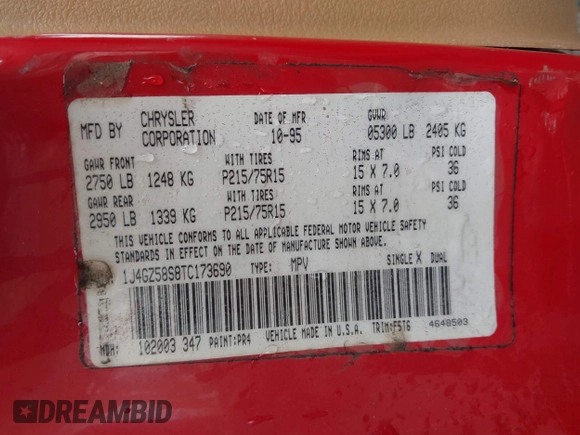 MFD BY CHRYSLER CORPORATION DATE OF MFR 10-95 GVWR 05300 LB 2405 KG
GAWR FRONT WITH TIRES RIMS AT PSI COLD
2750 LB 1248 KG P215/75R15 15 X 7.0 36
GAWR REAR WITH TIRES RIMS AT PSI COLD
2950 LB 1339 KG P215/75R15 15 X 7.0 36
THIS VEHICLE CONFORMS TO ALL APPLICABLE FEDERAL MOTOR VEHICLE SAFETY
STANDARDS IN EFFECT ON THE DATE OF MANUFACTURE SHOWN ABOVE.
1J4GZ58S8TC173690 TYPE: MPV SINGLE X DUAL
MDH: 102003 347 PAINT:PR4 VEHICLE MADE IN U.S.A. TRIM:F5T6 4648503
DREAMBID